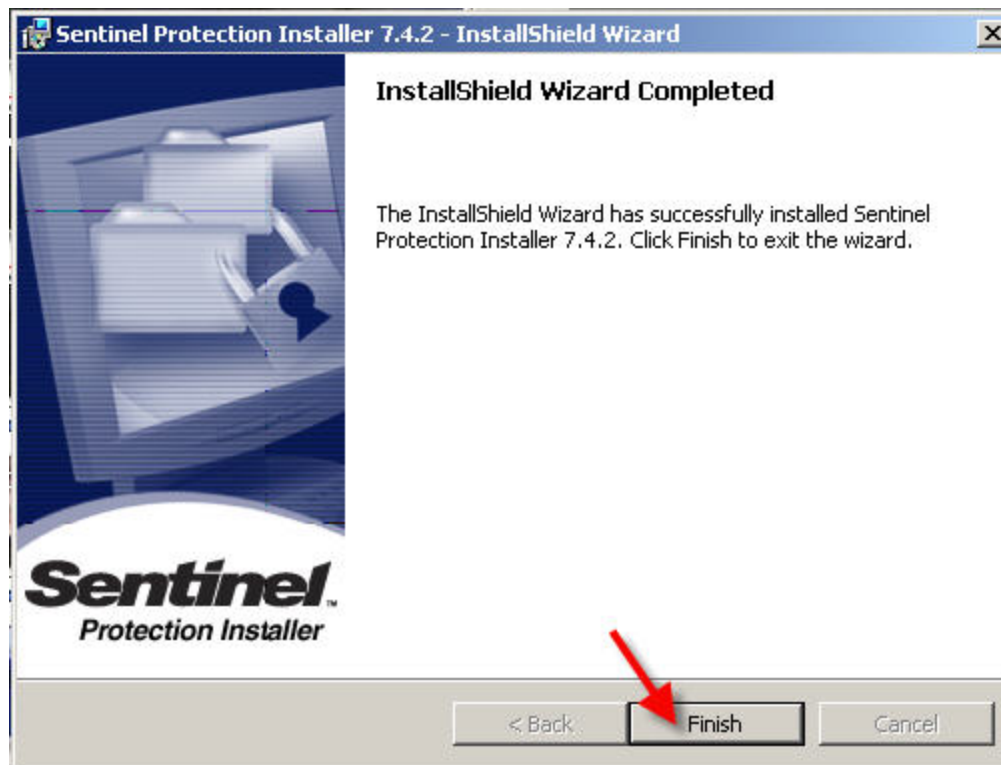 Sentinel Protection Installer 7.4.2 - InstallShield Wizard
InstallShield Wizard Completed
The InstallShield Wizard has successfully installed Sentinel
Protection Installer 7.4.2. Click Finish to exit the wizard.
Sentinel™
Protection Installer
< Back
Finish
Cancel